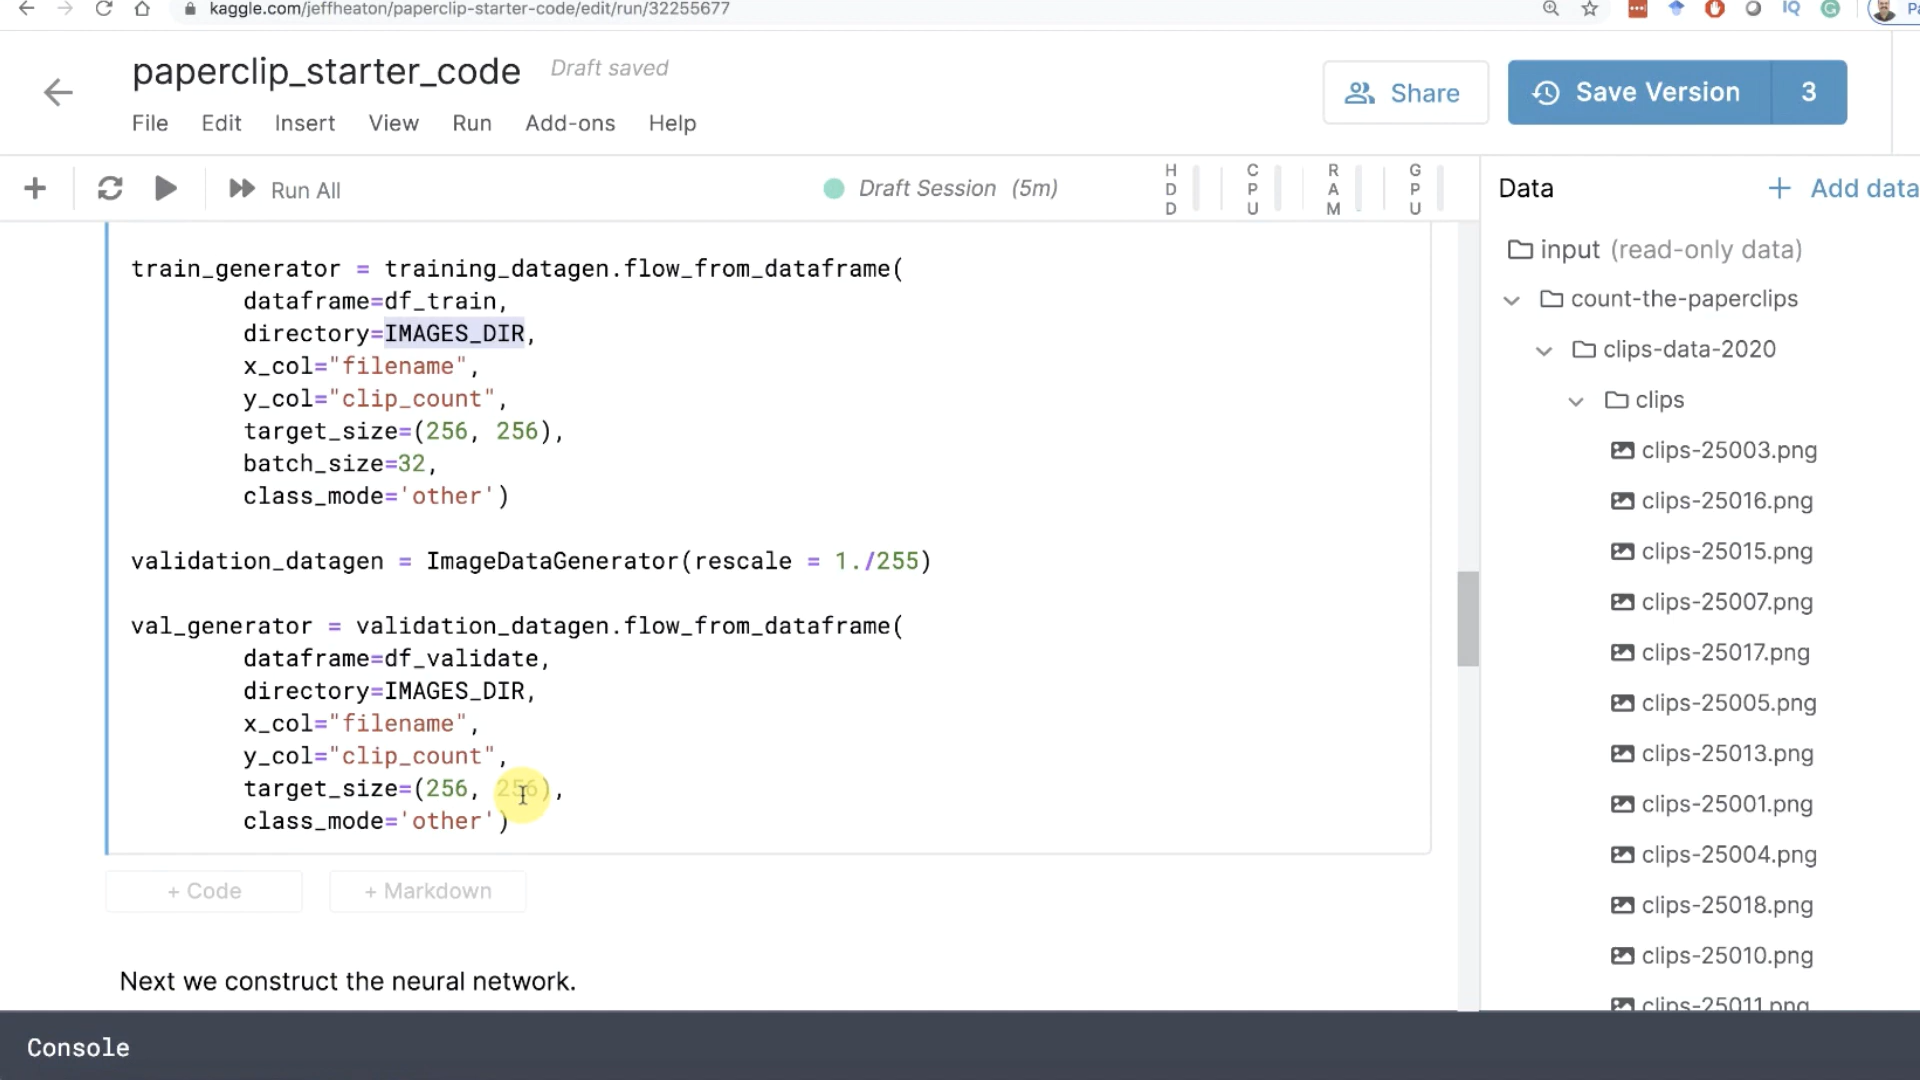 kaggle.com/jeffheaton/paperclip-starter-code/edit/run/32255677
IQ
paperclip_starter_code
Draft saved
File Edit Insert View Run Add-ons Help
Share
Save Version 3
Run All
Draft Session (5m)
HDD
CPU
RAM
GPU
train_generator = training_datagen.flow_from_dataframe(
        dataframe=df_train,
        directory=IMAGES_DIR,
        x_col="filename",
        y_col="clip_count",
        target_size=(256, 256),
        batch_size=32,
        class_mode='other')
validation_datagen = ImageDataGenerator(rescale = 1./255)
val_generator = validation_datagen.flow_from_dataframe(
        dataframe=df_validate,
        directory=IMAGES_DIR,
        x_col="filename",
        y_col="clip_count",
        target_size=(256, 256),
        class_mode='other')
+ Code
+ Markdown
Next we construct the neural network.
Console
Data
+ Add data
input (read-only data)
count-the-paperclips
clips-data-2020
clips
clips-25003.png
clips-25016.png
clips-25015.png
clips-25007.png
clips-25017.png
clips-25005.png
clips-25013.png
clips-25001.png
clips-25004.png
clips-25018.png
clips-25010.png
clips-25011.png